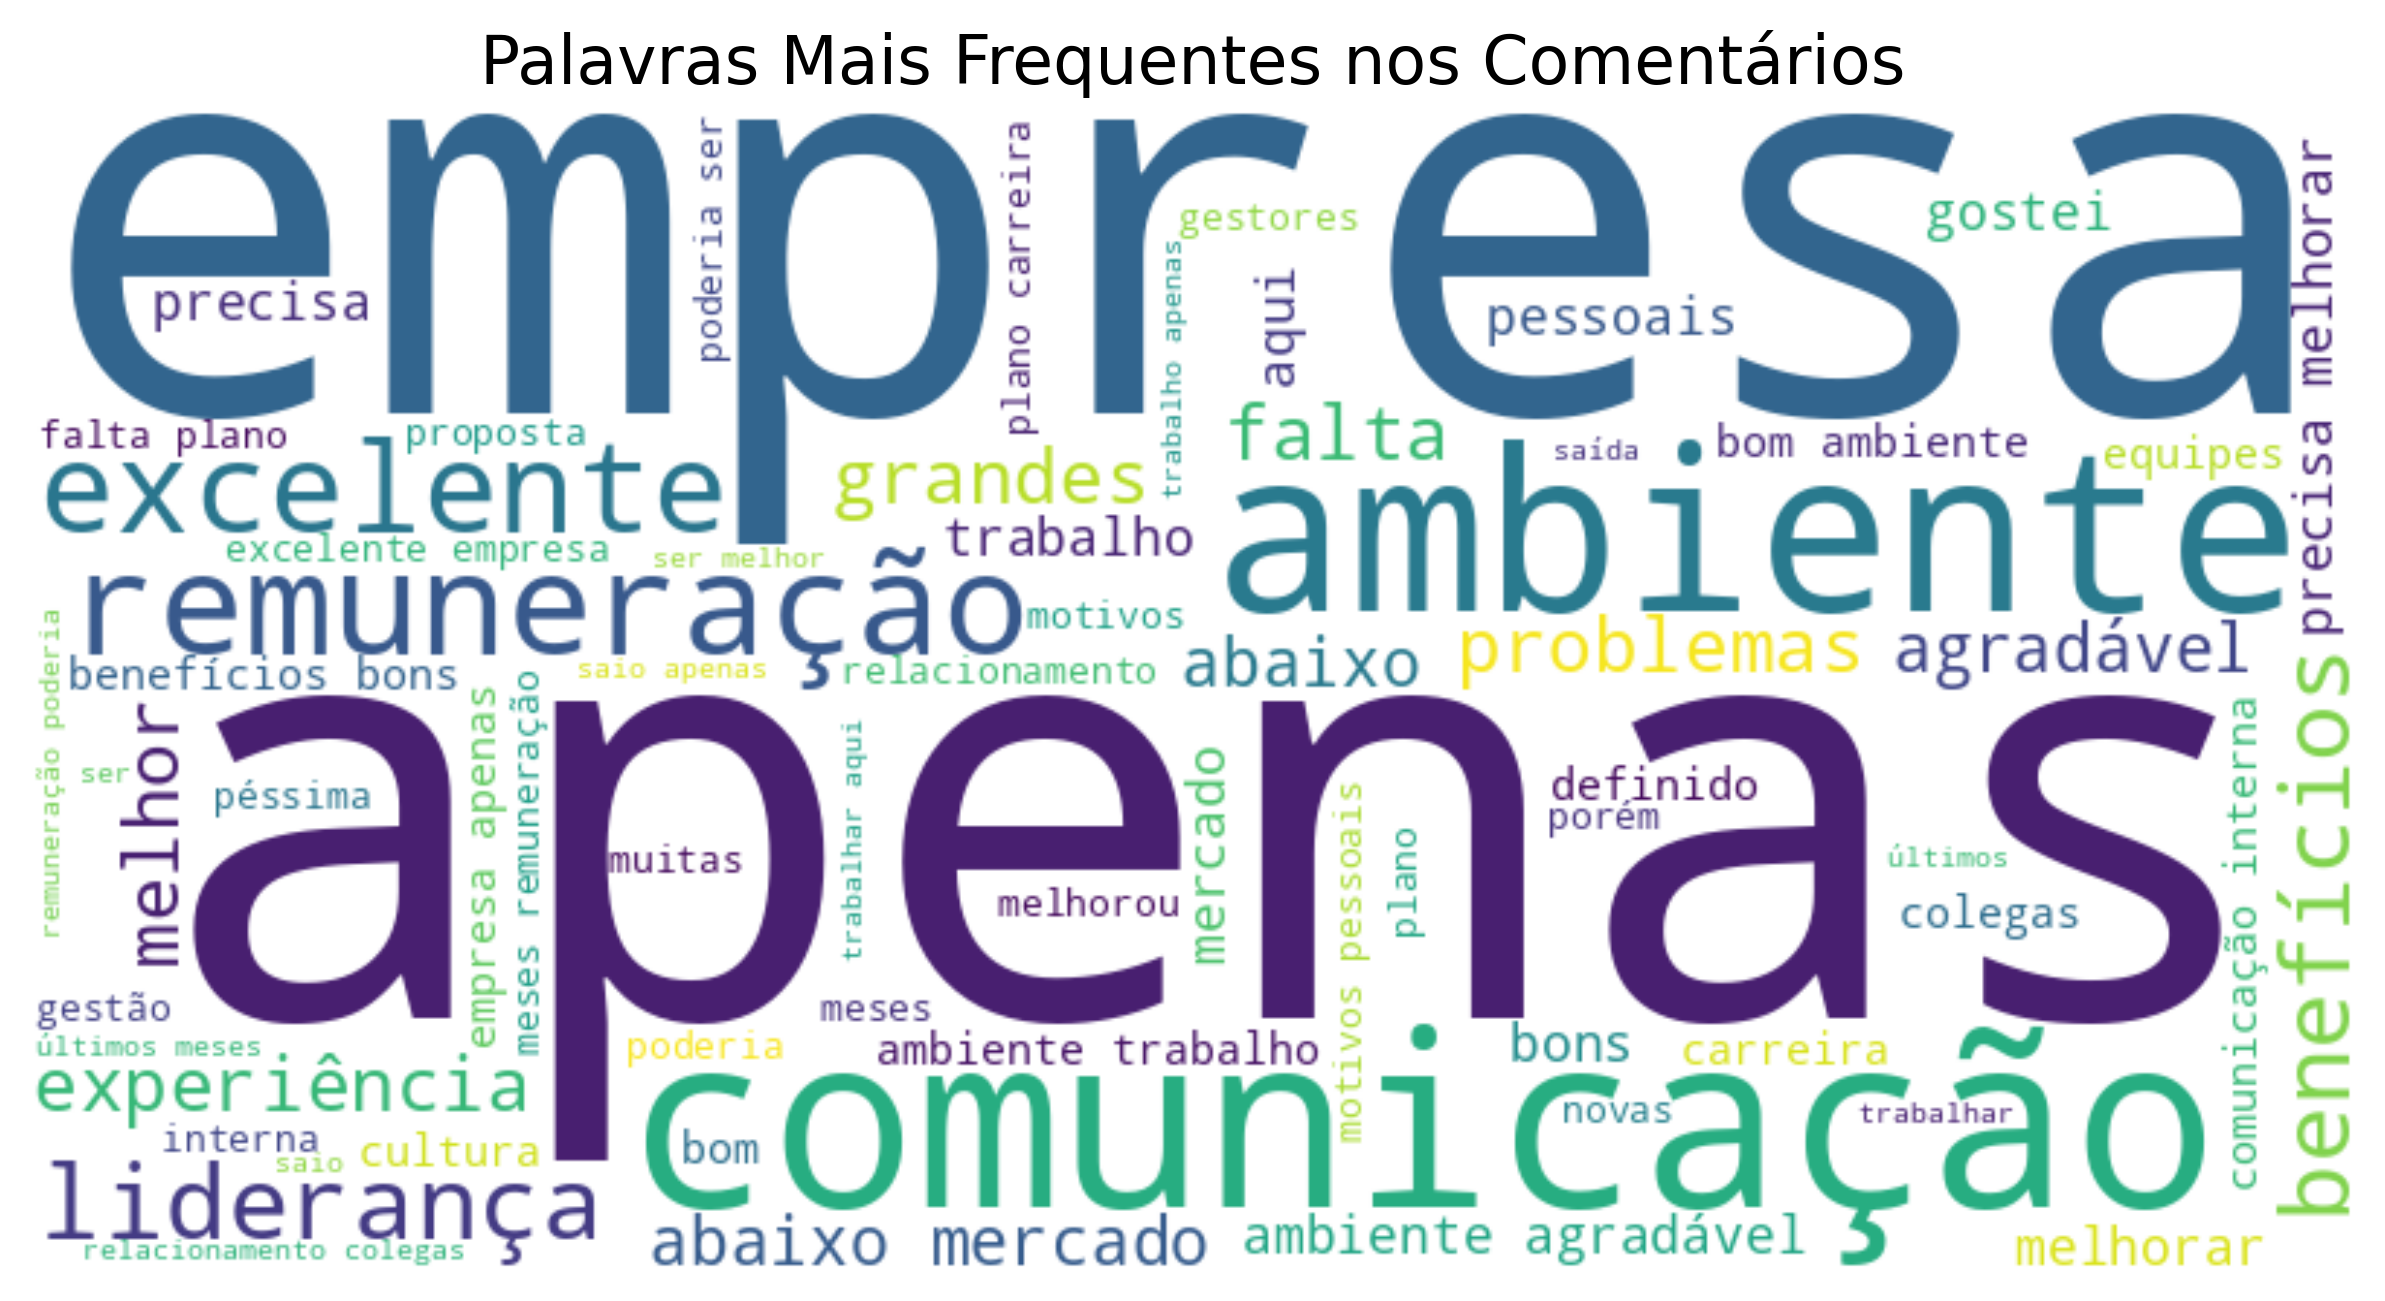 Palavras Mais Frequentes nos Comentários
empresa
precisa
poderia ser
plano carreira
gestores
trabalho apenas
aqui
pessoais
gostei
precisa melhorar
falta plano
proposta
excelente
grandes
falta
saída
bom ambiente
equipes
ambiente
trabalho
excelente empresa
ser melhor
remuneração
motivos
remuneração poderia
benefícios bons
saio apenas
relacionamento
abaixo
problemas
agradável
benefícios
melhor
ser
péssima
apenas
empresa apenas
meses remuneração
muitas
trabalhar aqui
melhorou
mercado
motivos pessoais
plano
definido
porém
últimos
colegas
comunicação interna
gestão
meses
últimos meses
poderia
ambiente trabalho
bons
carreira
experiência
comunicação
interna
saio
cultura
bom
novas
trabalhar
liderança
relacionamento colegas
abaixo mercado
ambiente agradável
melhorar